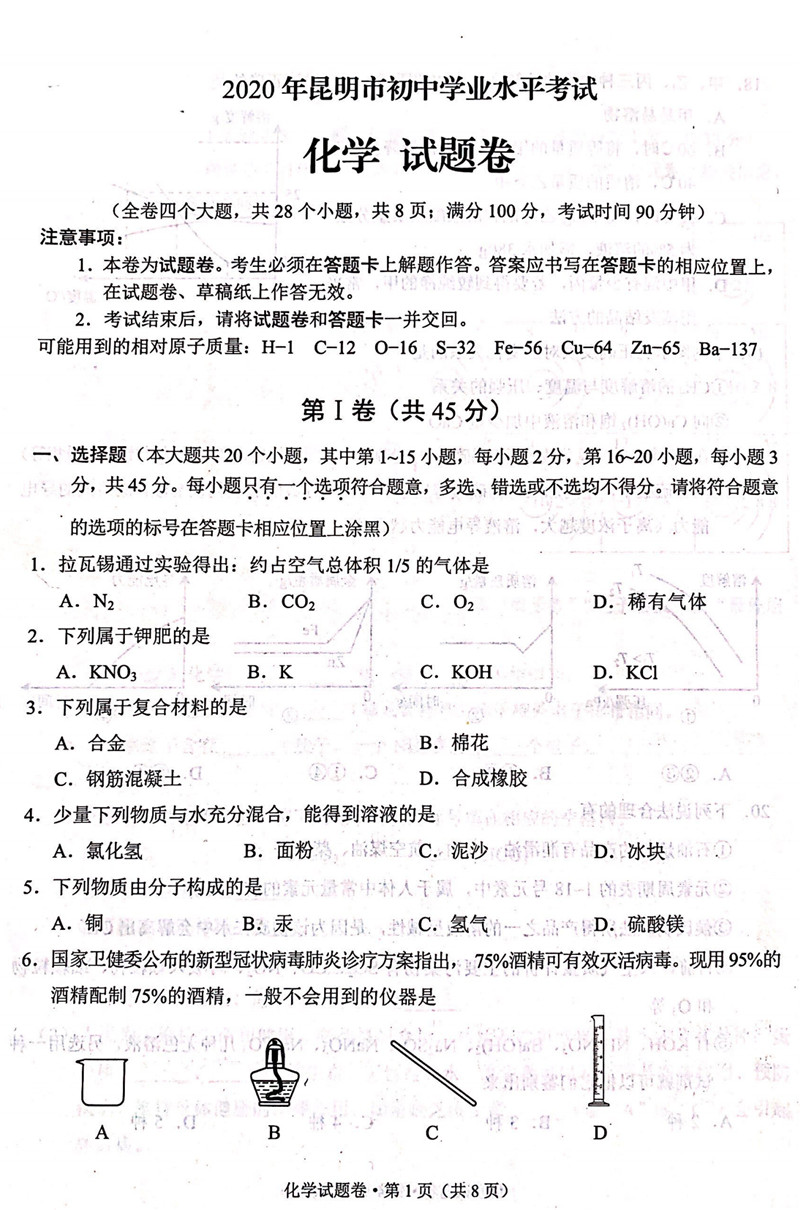 2020年昆明市初中学业水平考试
化学 试题卷
(全卷四个大题，共28个小题，共8页；满分100分，考试时间90分钟)
注意事项：
1．本卷为试题卷。考生必须在答题卡上解题作答。答案应书写在答题卡的相应位置上，
在试题卷、草稿纸上作答无效。
2．考试结束后，请将试题卷和答题卡一并交回。
可能用到的相对原子质量：H-1 C-12 O-16 S-32 Fe-56 Cu-64 Zn-65 Ba-137
第Ⅰ卷（共45分）
一、选择题（本大题共20个小题，其中第1~15小题，每小题2分，第16~20小题，每小题3
分，共45分。每小题只有一个选项符合题意，多选、错选或不选均不得分。请将符合题意
的选项的标号在答题卡相应位置上涂黑）
1．拉瓦锡通过实验得出：约占空气总体积1/5的气体是
A．N₂ B．CO₂ C．O₂ D．稀有气体
2．下列属于钾肥的是
A．KNO₃ B．K C．KOH D．KCl
3．下列属于复合材料的是
A．合金 B．棉花
C．钢筋混凝土 D．合成橡胶
4．少量下列物质与水充分混合，能得到溶液的是
A．氯化氢 B．面粉 C．泥沙 D．冰块
5．下列物质由分子构成的是
A．铜 B．汞 C．氢气 D．硫酸镁
6．国家卫健委公布的新型冠状病毒肺炎诊疗方案指出，75%酒精可有效灭活病毒。现用95%的
酒精配制75%的酒精，一般不会用到的仪器是
A B C D
化学试题卷·第1页（共8页）